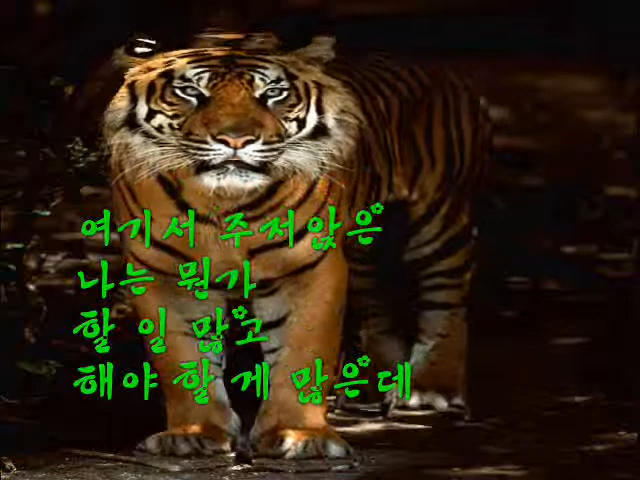 여기서 주저앉은
나는 뭔가
할 일 많고
해야 할 게 많은데